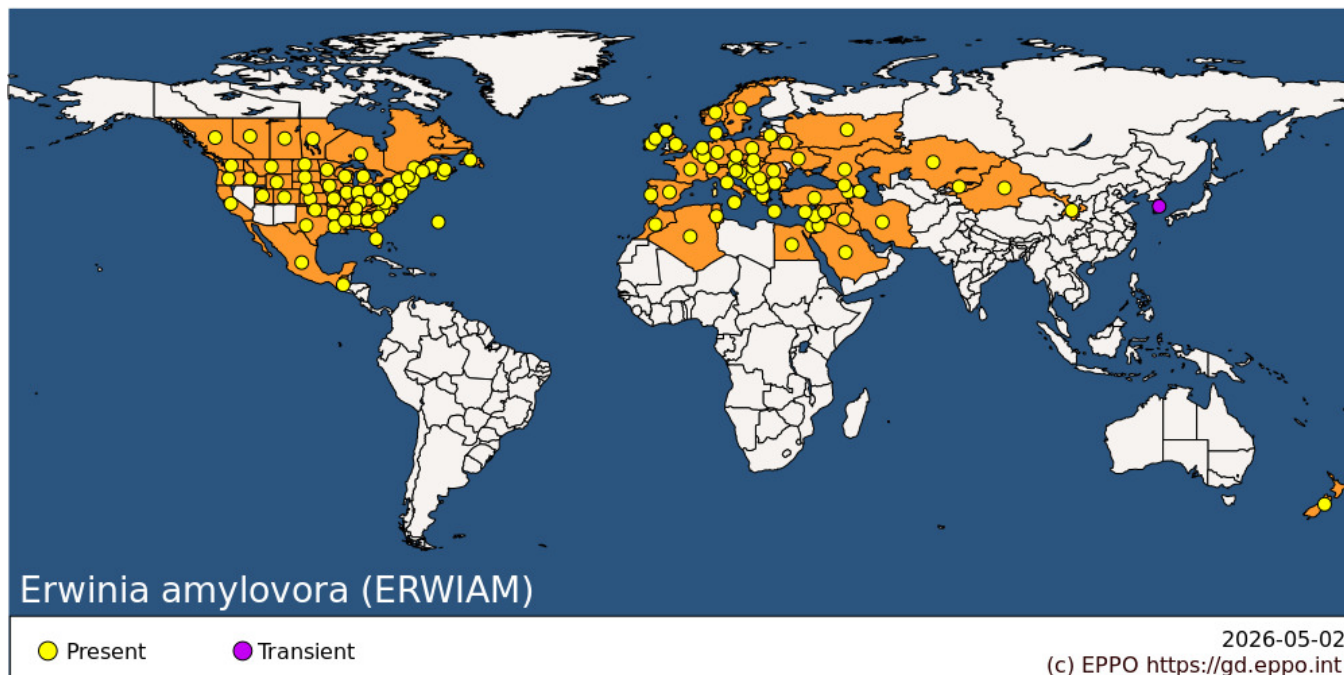 Erwinia amylovora (ERWIAM)
Present
Transient
2026-05-02
(c) EPPO https://gd.eppo.int